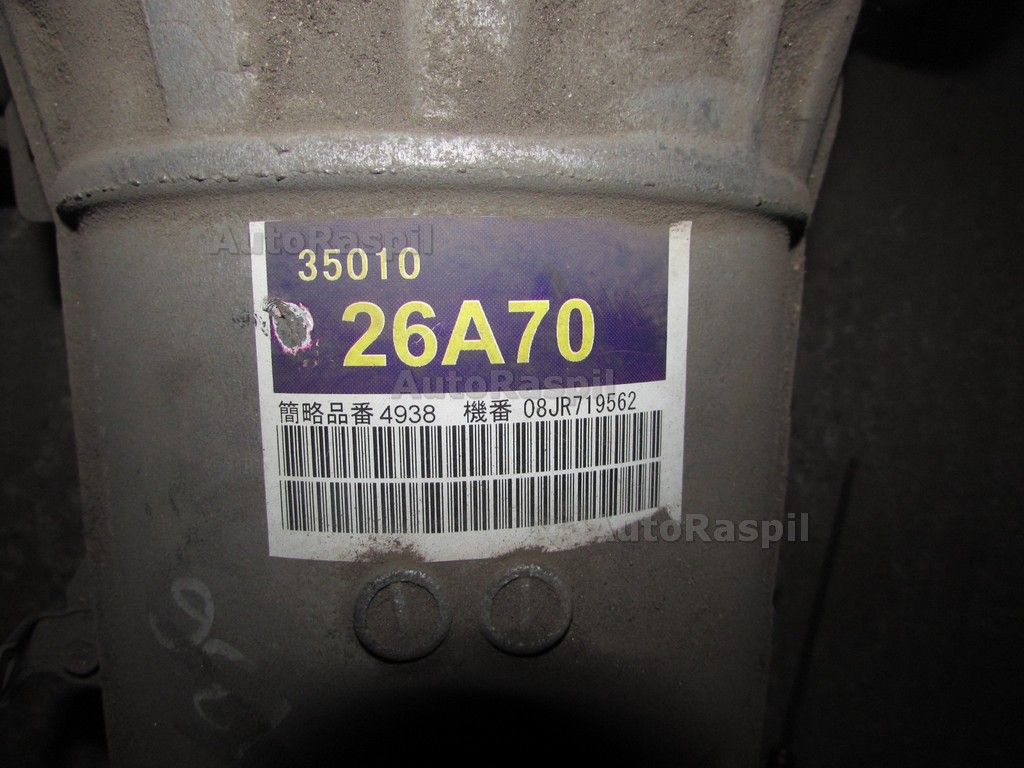 AutoRaspil
35010
26A70
AutoRaspil
簡略品番 4938 機番 08JR719562
AutoRaspil